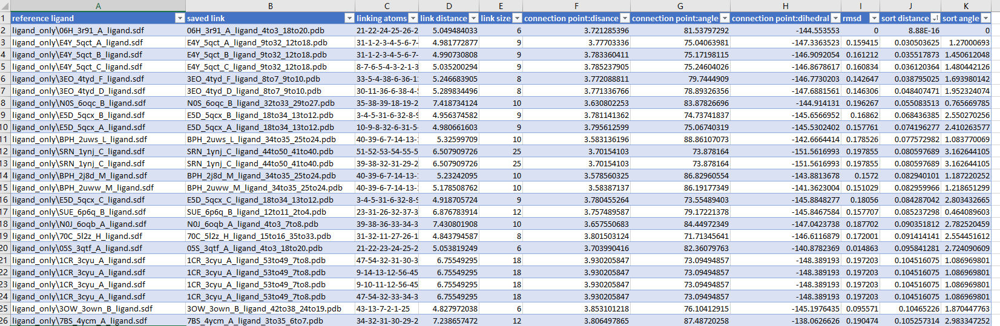 A B C D E F G H I J K
1 reference ligand saved link linking atoms link distance link size connection point:disance connection point:angle connection point:dihedral rmsd sort distance sort angle
2 ligand_only\06H_3r91_A_ligand.sdf 06H_3r91_A_ligand_4to3_18to20.pdb 21-22-24-25-26-2 5.049484033 6 3.721285396 81.53797292 -144.553553 0 8.88E-16 0
3 ligand_only\E4Y_5qct_A_ligand.sdf E4Y_5qct_A_ligand_9to32_12to18.pdb 31-1-2-3-4-5-6-7- 4.981772877 9 3.77703336 75.04063981 -147.3363523 0.159415 0.030503625 1.27000693
4 ligand_only\E4Y_5qct_B_ligand.sdf E4Y_5qct_B_ligand_9to32_12to18.pdb 31-1-2-3-4-5-6-7- 4.990730808 9 3.783360411 75.17198115 -146.9092054 0.161212 0.035517873 1.450612048
5 ligand_only\E4Y_5qct_C_ligand.sdf E4Y_5qct_C_ligand_9to32_12to18.pdb 8-7-6-5-4-3-2-1-3 5.035200294 9 3.785237905 75.24604026 -146.8678617 0.160834 0.036120364 1.480442126
6 ligand_only\3EO_4tyd_F_ligand.sdf 3EO_4tyd_F_ligand_8to7_9to10.pdb 33-5-4-38-6-36-1 5.246683905 8 3.772088811 79.7444909 -146.7730203 0.142647 0.038795025 1.693980142
7 ligand_only\3EO_4tyd_D_ligand.sdf 3EO_4tyd_D_ligand_8to7_9to10.pdb 30-11-36-6-38-4- 5.289834496 8 3.771336766 78.89326356 -147.6881561 0.146306 0.048407471 1.952324074
8 ligand_only\N0S_6oqc_B_ligand.sdf N0S_6oqc_B_ligand_32to33_29to27.pdb 35-38-39-18-19-2 7.418734124 10 3.630802253 83.87826696 -144.914131 0.196267 0.055083513 0.765669785
9 ligand_only\E5D_5qcx_B_ligand.sdf E5D_5qcx_B_ligand_18to34_13to12.pdb 3-4-5-31-6-32-8-9 4.956374582 9 3.781141362 74.73741837 -145.6566952 0.16862 0.068436385 2.550270256
10 ligand_only\E5D_5qcx_A_ligand.sdf E5D_5qcx_A_ligand_18to34_13to12.pdb 10-9-8-32-6-31-5- 4.980661603 9 3.795612599 75.06740319 -145.5302402 0.157761 0.074196277 2.410263577
11 ligand_only\BPH_2uws_L_ligand.sdf BPH_2uws_L_ligand_34to35_25to24.pdb 40-39-6-7-14-13- 5.32599709 10 3.583136196 88.86107073 -142.6664414 0.178526 0.077572982 1.083770069
12 ligand_only\SRN_1ynj_C_ligand.sdf SRN_1ynj_C_ligand_44to50_41to40.pdb 51-52-53-54-55-5 6.507909726 25 3.70154103 73.878164 -151.5616993 0.197855 0.080597689 3.162644105
13 ligand_only\SRN_1ynj_C_ligand.sdf SRN_1ynj_C_ligand_44to50_41to40.pdb 39-38-32-31-29-2 6.507909726 25 3.70154103 73.878164 -151.5616993 0.197855 0.080597689 3.162644105
14 ligand_only\BPH_2j8d_M_ligand.sdf BPH_2j8d_M_ligand_34to35_25to24.pdb 40-39-6-7-14-13- 5.23242095 10 3.578560325 86.82960554 -143.8813678 0.1572 0.082940101 1.187220252
15 ligand_only\BPH_2uww_M_ligand.sdf BPH_2uww_M_ligand_34to35_25to24.pdb 40-39-6-7-14-13- 5.178508762 10 3.58387137 86.19177349 -141.3623004 0.151029 0.082959966 1.218651299
16 ligand_only\E5D_5qcx_C_ligand.sdf E5D_5qcx_C_ligand_18to34_13to12.pdb 3-4-5-31-6-32-8-9 4.918705724 9 3.780455264 73.55489403 -145.8848277 0.18056 0.084287042 2.803432665
17 ligand_only\SUE_6p6q_B_ligand.sdf SUE_6p6q_B_ligand_12to11_2to4.pdb 23-31-26-32-37-3 6.876783914 12 3.757489587 79.17221378 -145.8467584 0.157707 0.085237298 0.464089603
18 ligand_only\N0J_6oqb_A_ligand.sdf N0J_6oqb_A_ligand_4to3_7to8.pdb 39-38-36-33-34-3 7.430801908 10 3.657550683 84.44972349 -147.0423738 0.187702 0.090351812 2.782520459
19 ligand_only\70C_5l2z_H_ligand.sdf 70C_5l2z_H_ligand_15to16_35to33.pdb 31-32-11-27-26-1 4.843794587 8 3.801503124 71.71345641 -146.6116879 0.172001 0.091414141 2.554451612
20 ligand_only\05S_3qtf_A_ligand.sdf 05S_3qtf_A_ligand_4to3_18to20.pdb 21-22-23-24-25-2 5.053819249 6 3.703990416 82.36079763 -140.8782369 0.014863 0.095841281 2.724090609
21 ligand_only\1CR_3cyu_A_ligand.sdf 1CR_3cyu_A_ligand_53to49_7to8.pdb 47-54-32-31-30-3 6.75549295 18 3.930205847 73.09494857 -148.389193 0.197203 0.104516075 1.086969801
22 ligand_only\1CR_3cyu_A_ligand.sdf 1CR_3cyu_A_ligand_53to49_7to8.pdb 9-14-13-12-56-45 6.75549295 18 3.930205847 73.09494857 -148.389193 0.197203 0.104516075 1.086969801
23 ligand_only\1CR_3cyu_A_ligand.sdf 1CR_3cyu_A_ligand_53to49_7to8.pdb 9-10-11-12-56-45 6.75549295 18 3.930205847 73.09494857 -148.389193 0.197203 0.104516075 1.086969801
24 ligand_only\1CR_3cyu_A_ligand.sdf 1CR_3cyu_A_ligand_53to49_7to8.pdb 47-54-32-33-34-3 6.75549295 18 3.930205847 73.09494857 -148.389193 0.197203 0.104516075 1.086969801
25 ligand_only\3OW_3own_B_ligand.sdf 3OW_3own_B_ligand_42to38_24to19.pdb 43-13-7-2-1-25 4.827972038 6 3.853101218 76.10412915 -145.1976435 0.095571 0.10465226 1.870447763
26 ligand_only\7BS_4ycm_A_ligand.sdf 7BS_4ycm_A_ligand_3to35_6to7.pdb 34-32-31-30-29-2 7.238657472 12 3.806497865 87.48720258 -138.0626626 0.190474 0.105257314 2.983347252